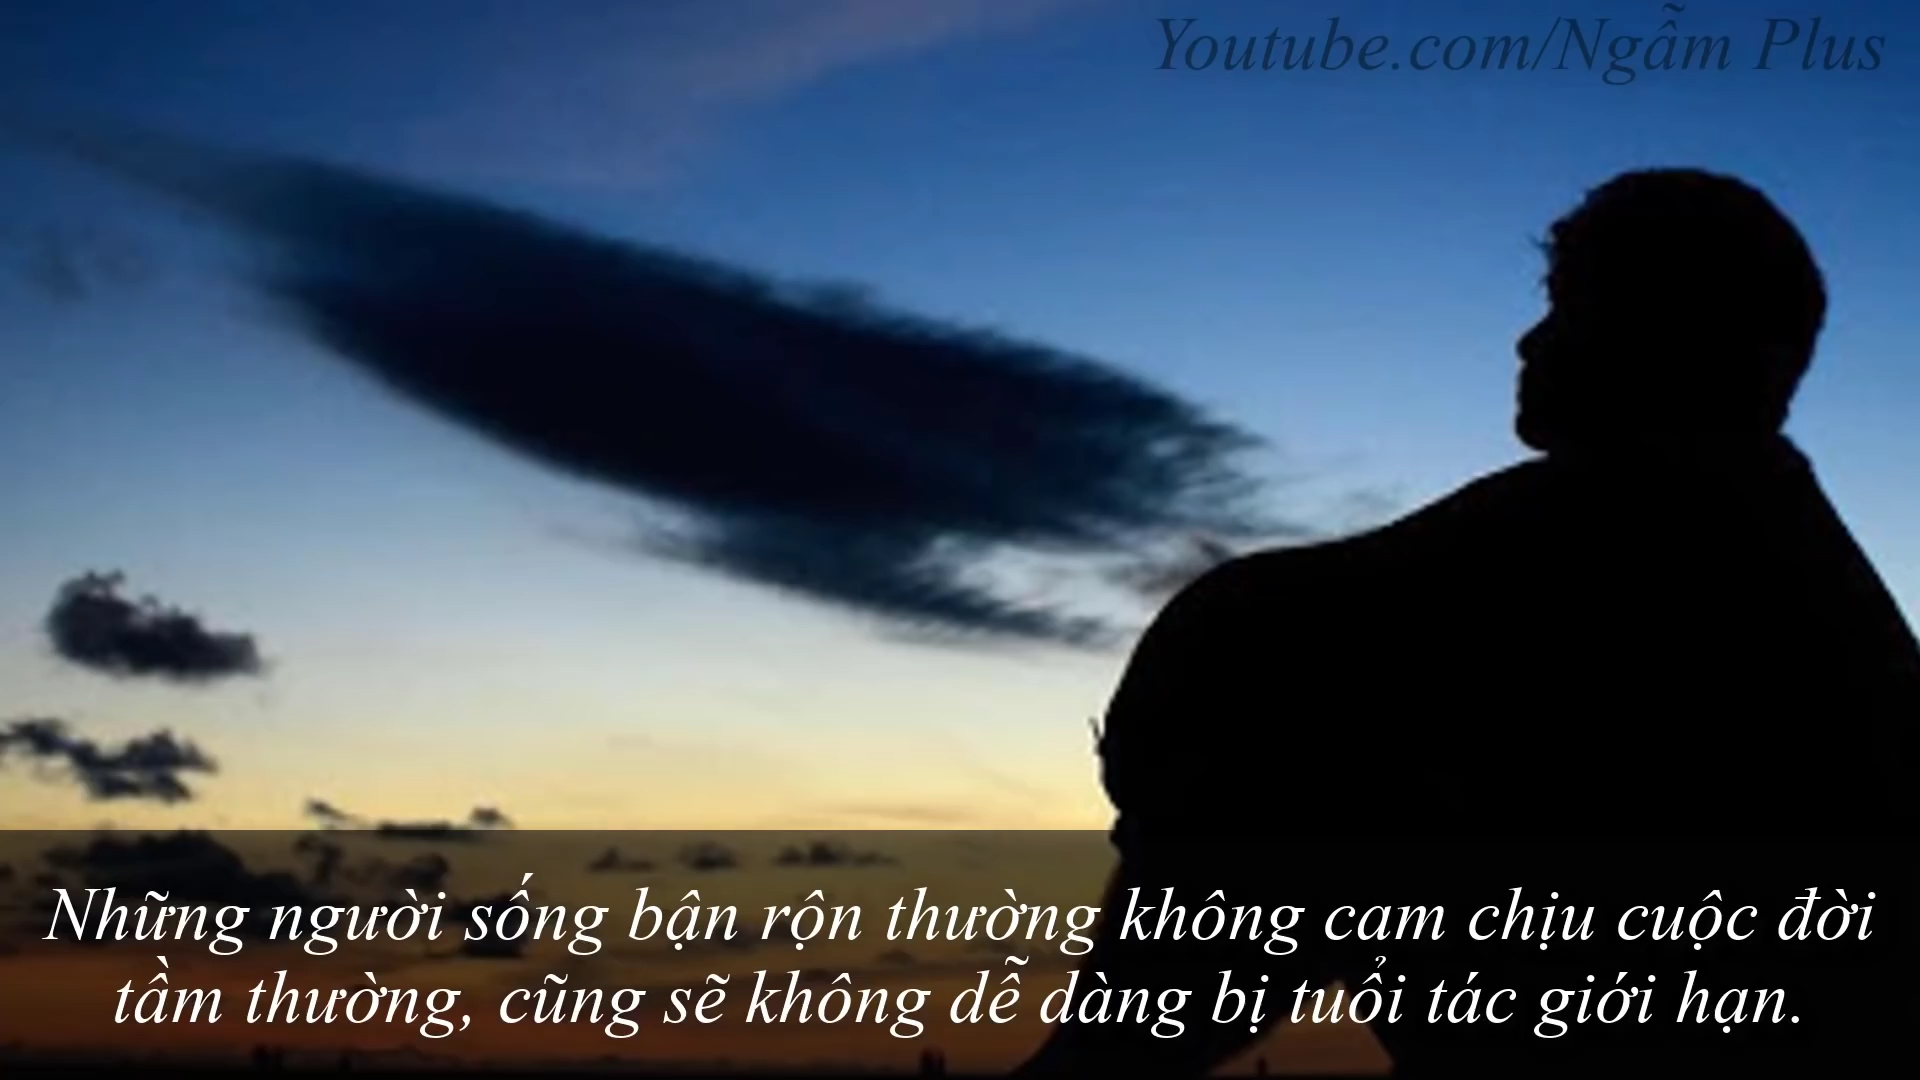 Youtube.com/Ngẫm Plus
Những người sống bận rộn thường không cam chịu cuộc đời
tầm thường, cũng sẽ không dễ dàng bị tuổi tác giới hạn.